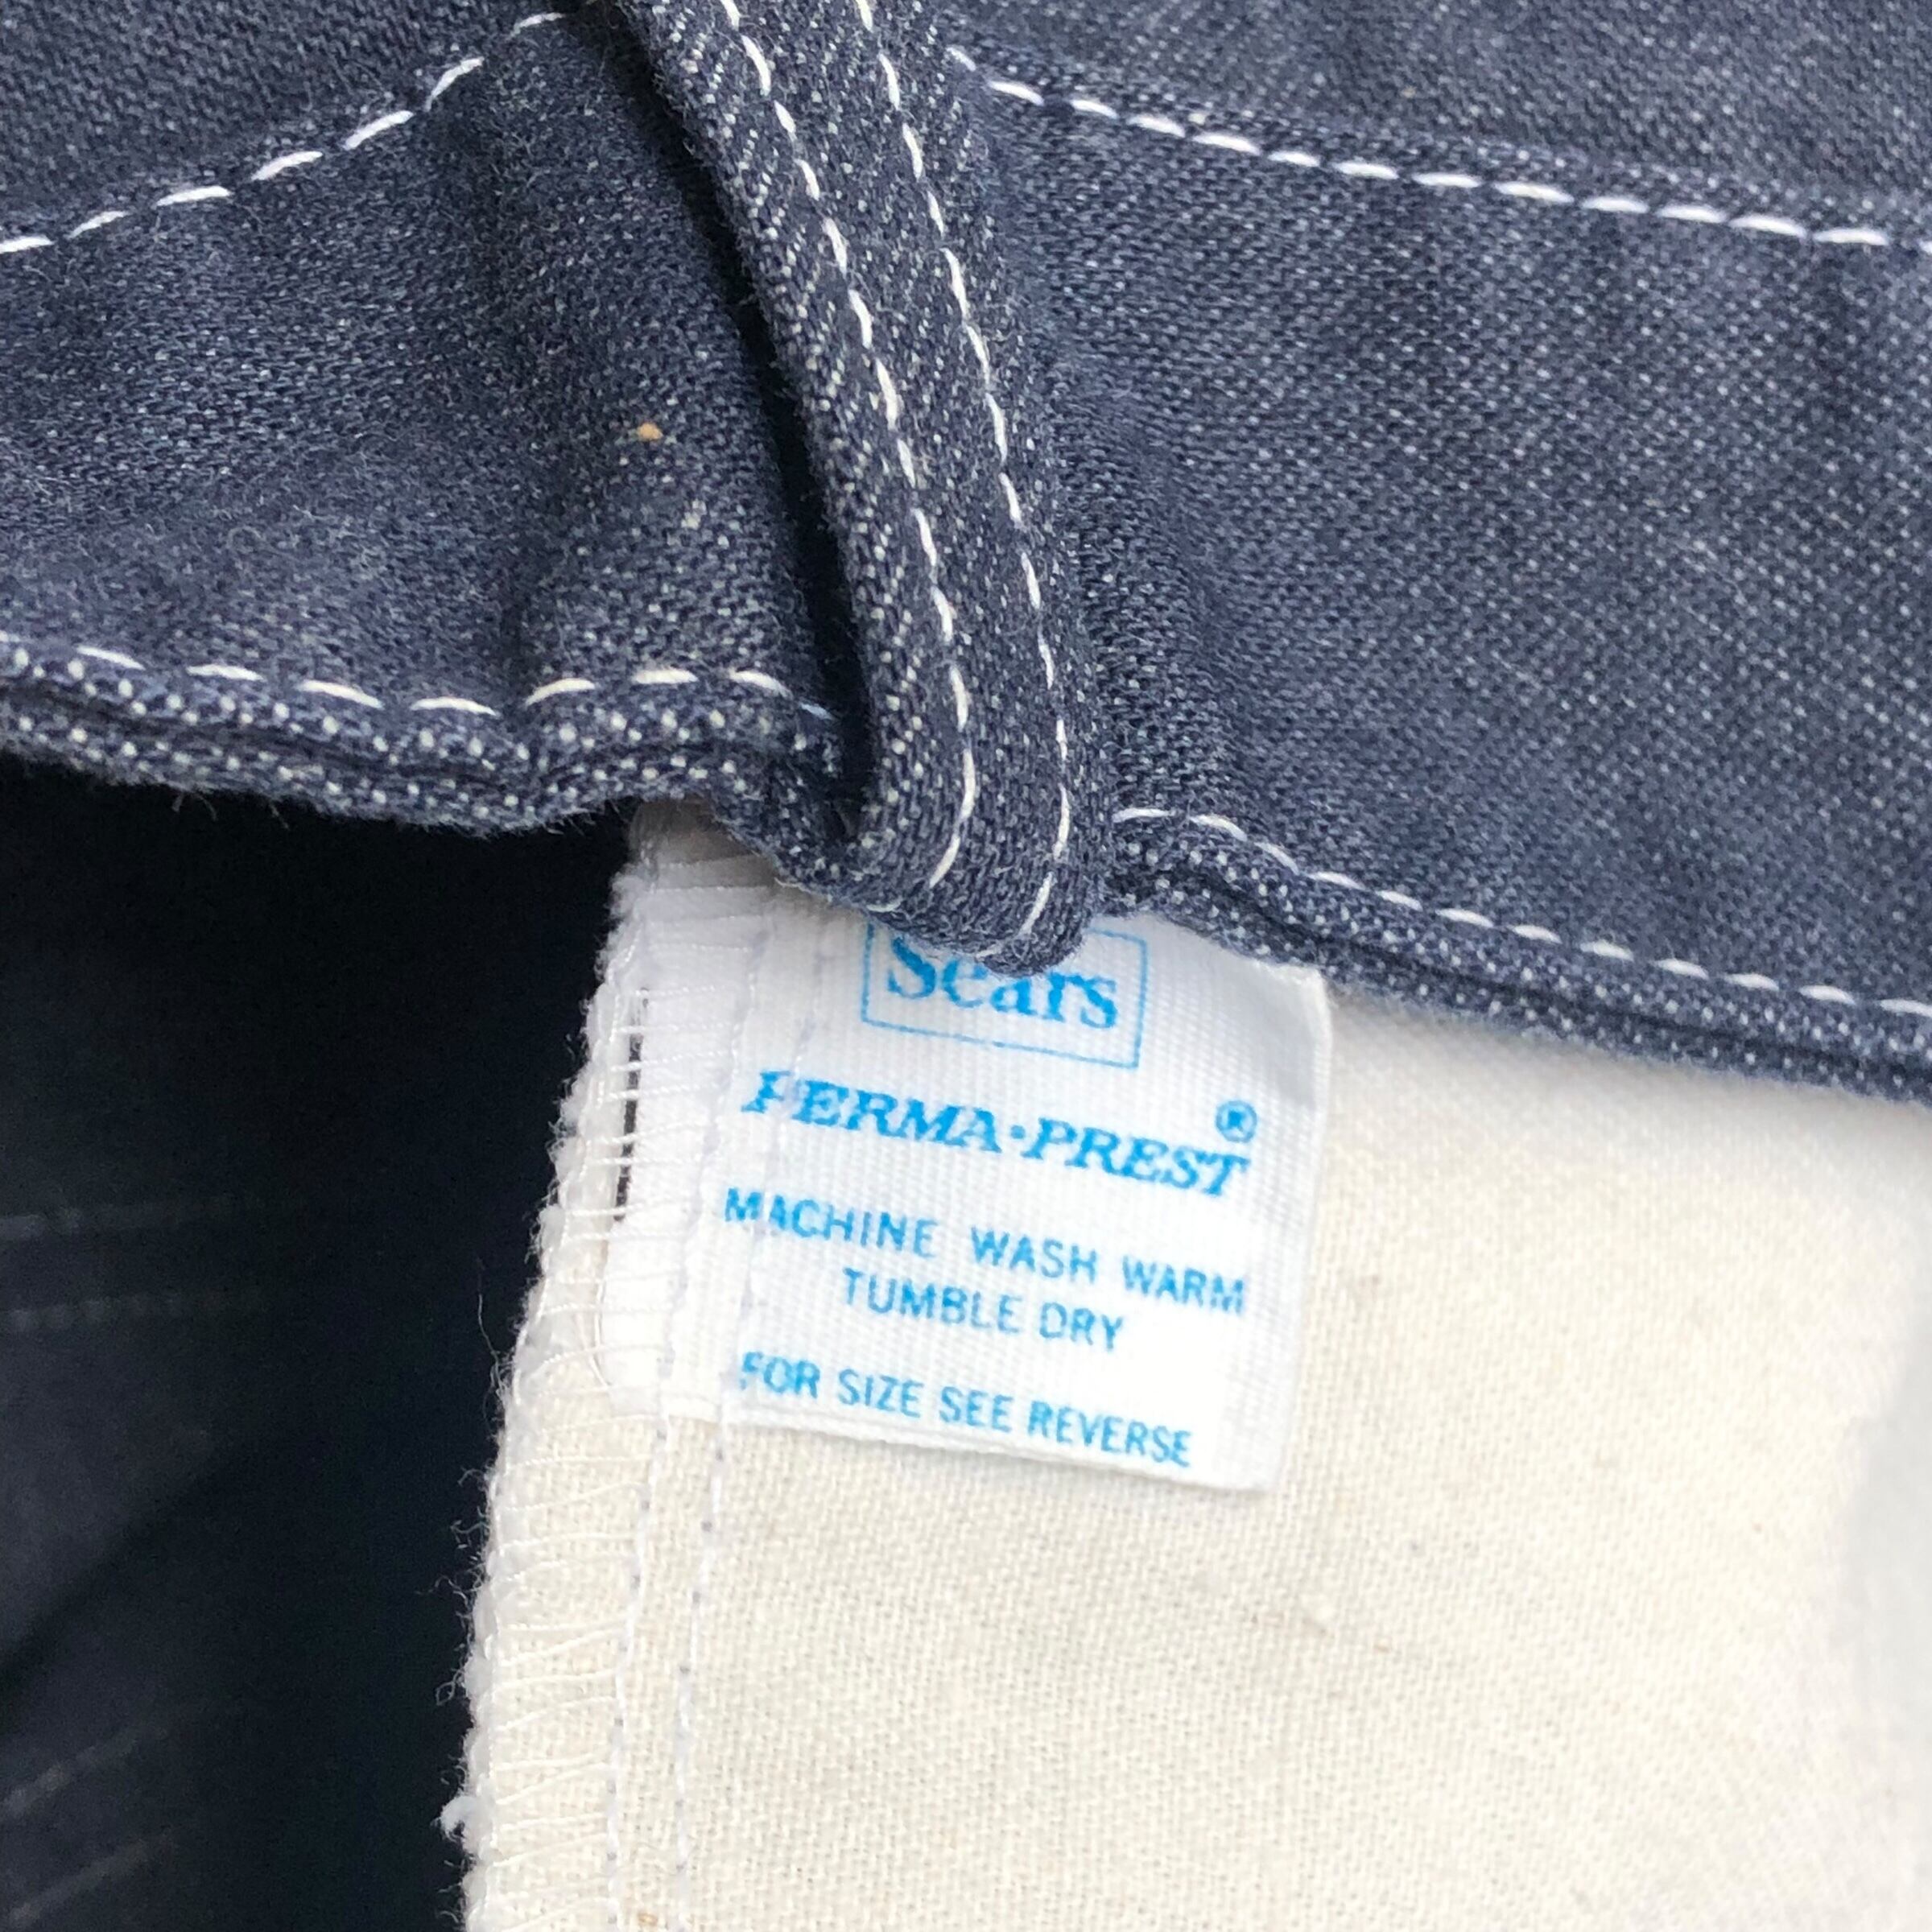 Sears
PERMA·PREST®
MACHINE WASH WARM
TUMBLE DRY
FOR SIZE SEE REVERSE